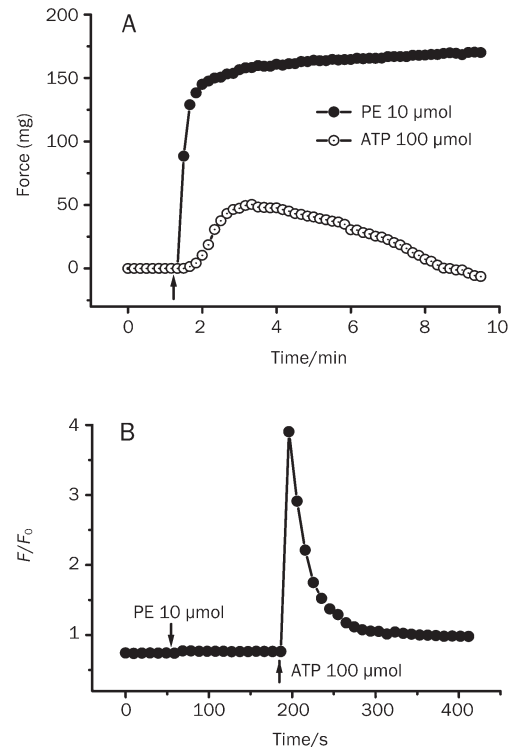 A
200
150
100
50
0
Force (mg)
PE 10 μmol
ATP 100 μmol
0 2 4 6 8 10
Time/min
B
4
3
2
1
F/F0
PE 10 μmol
ATP 100 μmol
0 100 200 300 400
Time/s